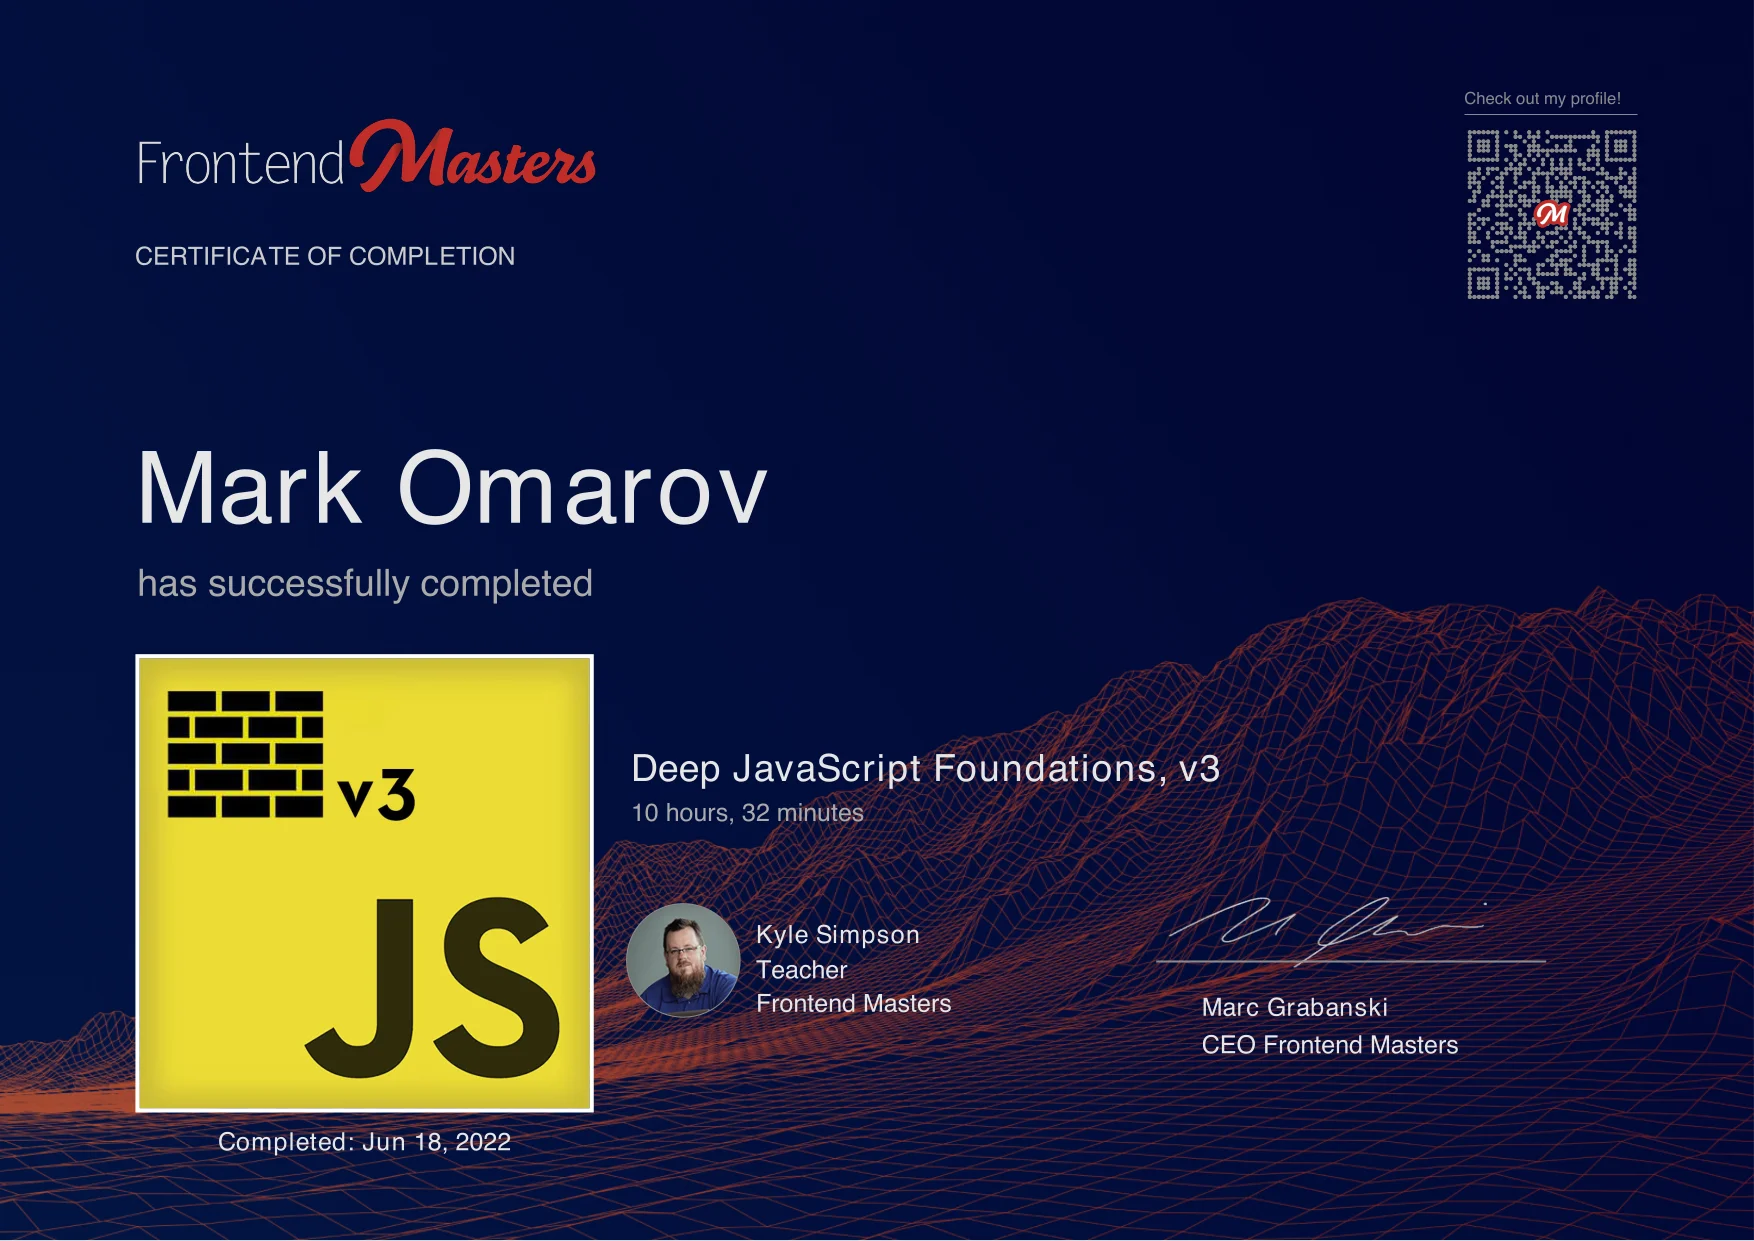 Check out my profile!
Frontend Masters
CERTIFICATE OF COMPLETION
M
Mark Omarov
has successfully completed
v3
JS
Deep JavaScript Foundations, v3
10 hours, 32 minutes
Kyle Simpson
Teacher
Frontend Masters
Marc Grabanski
CEO Frontend Masters
Completed: Jun 18, 2022